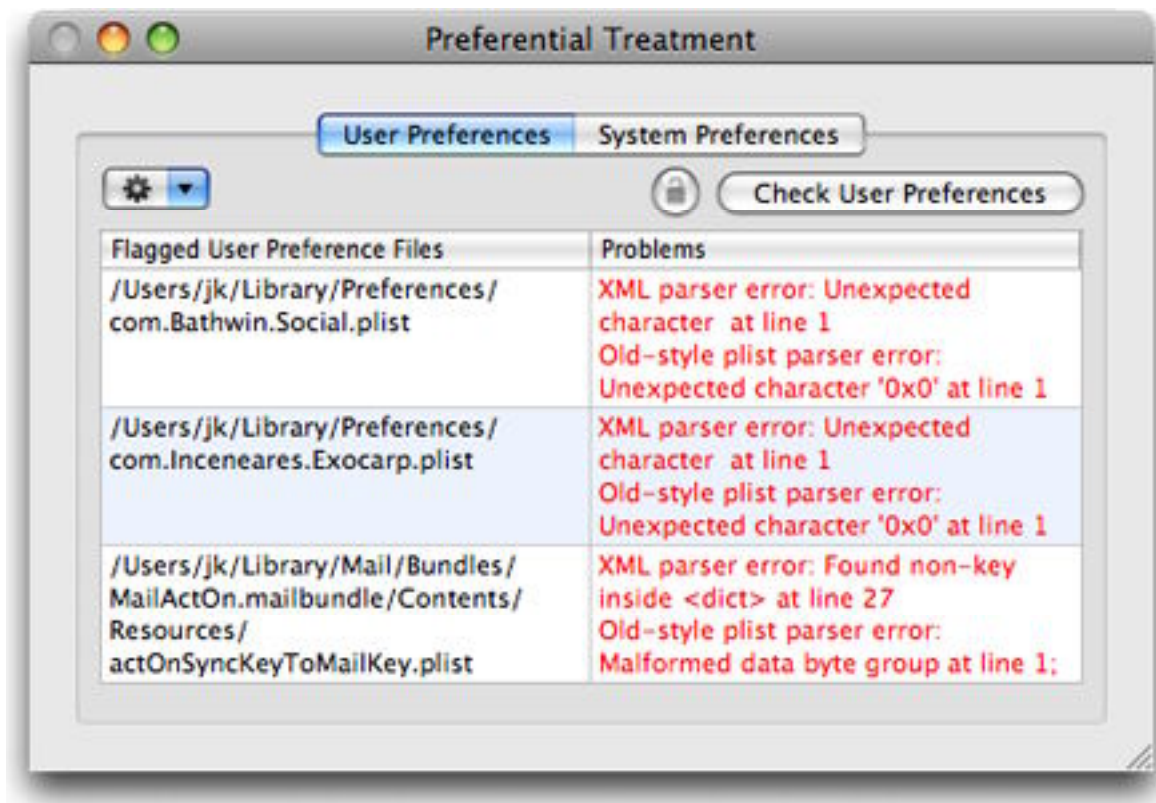 Preferential Treatment
User Preferences
System Preferences
Check User Preferences
Flagged User Preference Files
Problems
/Users/jk/Library/Preferences/
com.Bathwin.Social.plist
XML parser error: Unexpected
character  at line 1
Old-style plist parser error:
Unexpected character '0x0' at line 1
/Users/jk/Library/Preferences/
com.Inceneares.Exocarp.plist
XML parser error: Unexpected
character  at line 1
Old-style plist parser error:
Unexpected character '0x0' at line 1
/Users/jk/Library/Mail/Bundles/
MailActOn.mailbundle/Contents/
Resources/
actOnSyncKeyToMailKey.plist
XML parser error: Found non-key
inside <dict> at line 27
Old-style plist parser error:
Malformed data byte group at line 1;